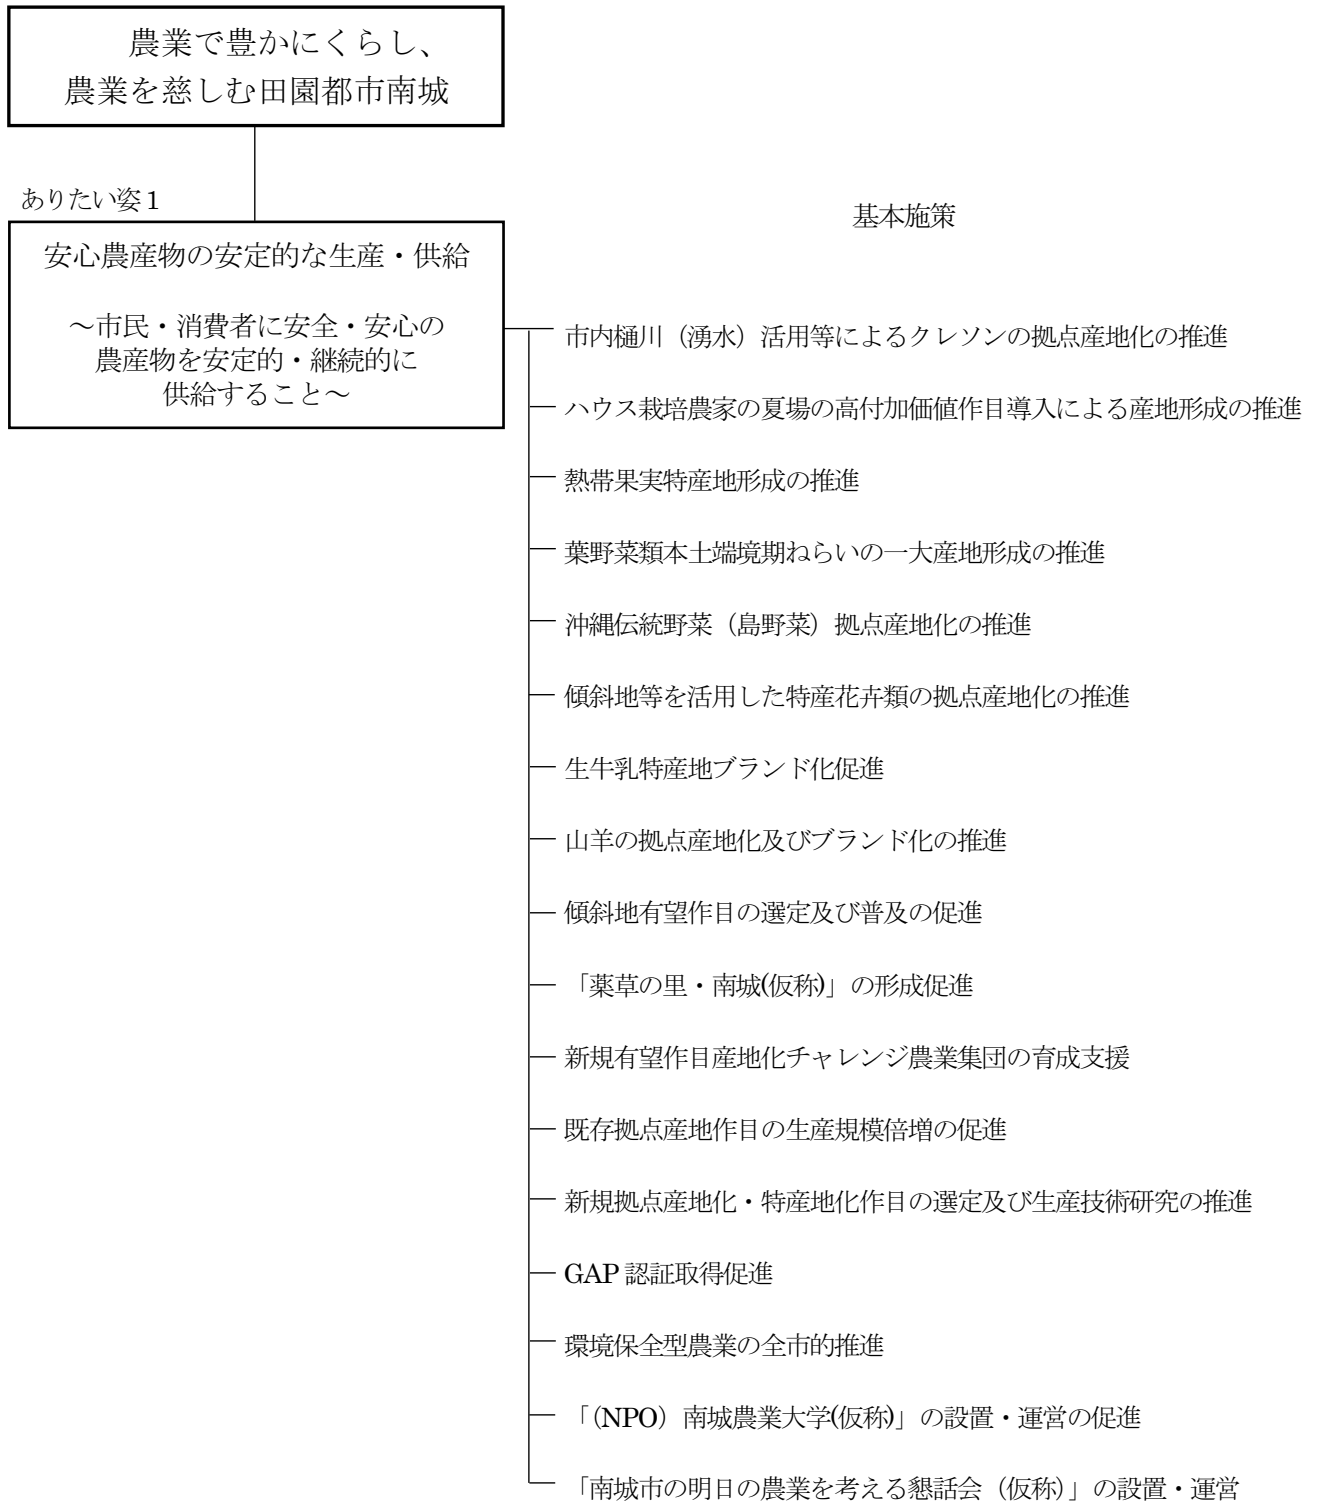 農業で豊かにくらし、
農業を慈しむ田園都市南城
ありたい姿１
基本施策
安心農産物の安定的な生産・供給
～市民・消費者に安全・安心の
農産物を安定的・継続的に
供給すること～
市内樋川（湧水）活用等によるクレソンの拠点産地化の推進
ハウス栽培農家の夏場の高付加価値作目導入による産地形成の推進
熱帯果実特産地形成の推進
葉野菜類本土端境期ねらいの一大産地形成の推進
沖縄伝統野菜（島野菜）拠点産地化の推進
傾斜地等を活用した特産花卉類の拠点産地化の推進
生牛乳特産地ブランド化促進
山羊の拠点産地化及びブランド化の推進
傾斜地有望作目の選定及び普及の促進
「薬草の里・南城(仮称)」の形成促進
新規有望作目産地化チャレンジ農業集団の育成支援
既存拠点産地作目の生産規模倍増の促進
新規拠点産地化・特産地化作目の選定及び生産技術研究の推進
GAP 認証取得促進
環境保全型農業の全市的推進
「（NPO）南城農業大学(仮称)」の設置・運営の促進
「南城市の明日の農業を考える懇話会（仮称）」の設置・運営